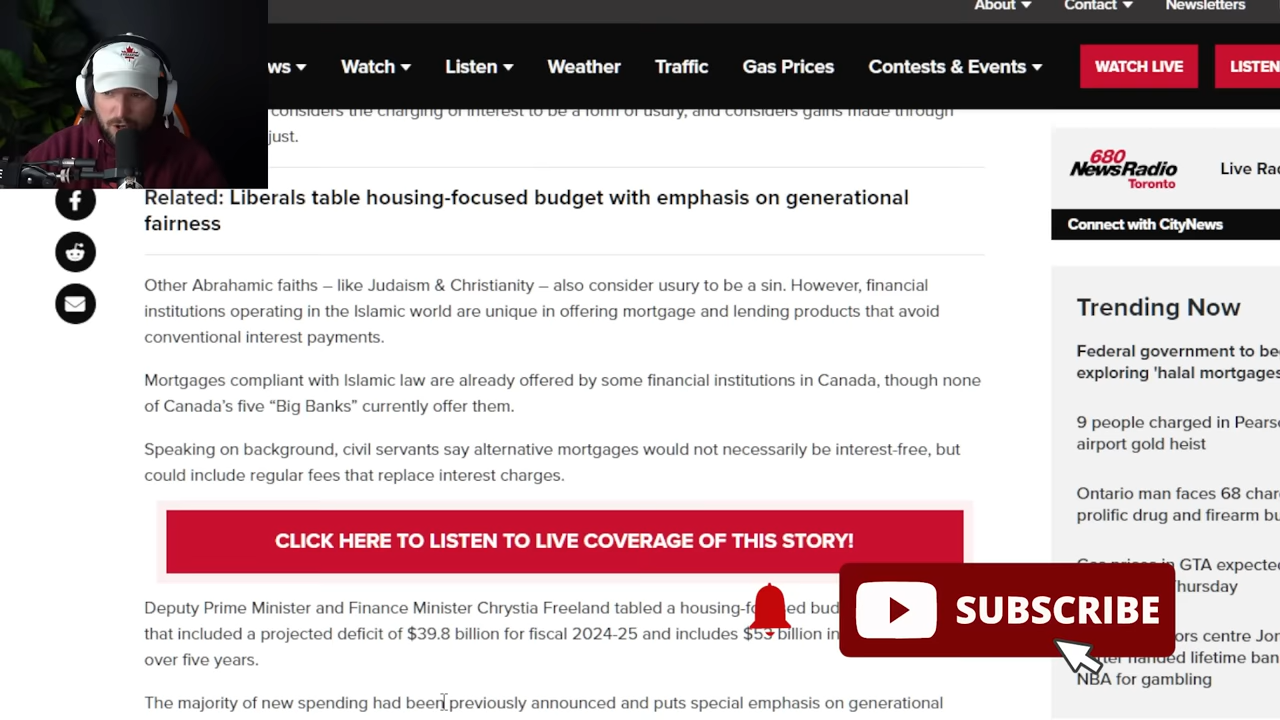 About
Contact
Newsletters
Watch
Listen
Weather
Traffic
Gas Prices
Contests & Events
WATCH LIVE
LISTEN
considers the charging of interest to be a form of usury, and considers gains made through
just.
Related: Liberals table housing-focused budget with emphasis on generational
fairness
Other Abrahamic faiths – like Judaism & Christianity – also consider usury to be a sin. However, financial
institutions operating in the Islamic world are unique in offering mortgage and lending products that avoid
conventional interest payments.
Mortgages compliant with Islamic law are already offered by some financial institutions in Canada, though none
of Canada's five “Big Banks” currently offer them.
Speaking on background, civil servants say alternative mortgages would not necessarily be interest-free, but
could include regular fees that replace interest charges.
CLICK HERE TO LISTEN TO LIVE COVERAGE OF THIS STORY!
Deputy Prime Minister and Finance Minister Chrystia Freeland tabled a
that included a projected deficit of $39.8 billion for fiscal 2024-25 and includes $53 billion in
over five years.
The majority of new spending had been previously announced and puts special emphasis on generational
680
NewsRadio
Toronto
Live
Connect with CityNews
Trending Now
Federal government to
exploring 'halal mortgages
9 people charged in
airport gold heist
Ontario man faces 68
prolific drug and firearm
GTA
centre
handed lifetime
NBA for gambling
SUBSCRIBE